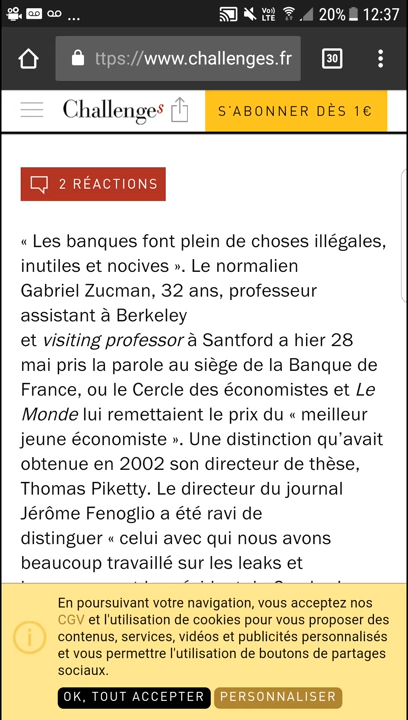 ... 20% 12:37
ttps://www.challenges.fr 30
Challenges S'ABONNER DÈS 1€
2 RÉACTIONS
« Les banques font plein de choses illégales,
inutiles et nocives ». Le normalien
Gabriel Zucman, 32 ans, professeur
assistant à Berkeley
et visiting professor à Santford a hier 28
mai pris la parole au siège de la Banque de
France, ou le Cercle des économistes et Le
Monde lui remettaient le prix du « meilleur
jeune économiste ». Une distinction qu'avait
obtenue en 2002 son directeur de thèse,
Thomas Piketty. Le directeur du journal
Jérôme Fenoglio a été ravi de
distinguer « celui avec qui nous avons
beaucoup travaillé sur les leaks et
En poursuivant votre navigation, vous acceptez nos
CGV et l'utilisation de cookies pour vous proposer des
contenus, services, vidéos et publicités personnalisés
et vous permettre l'utilisation de boutons de partages
sociaux.
OK, TOUT ACCEPTER PERSONNALISER